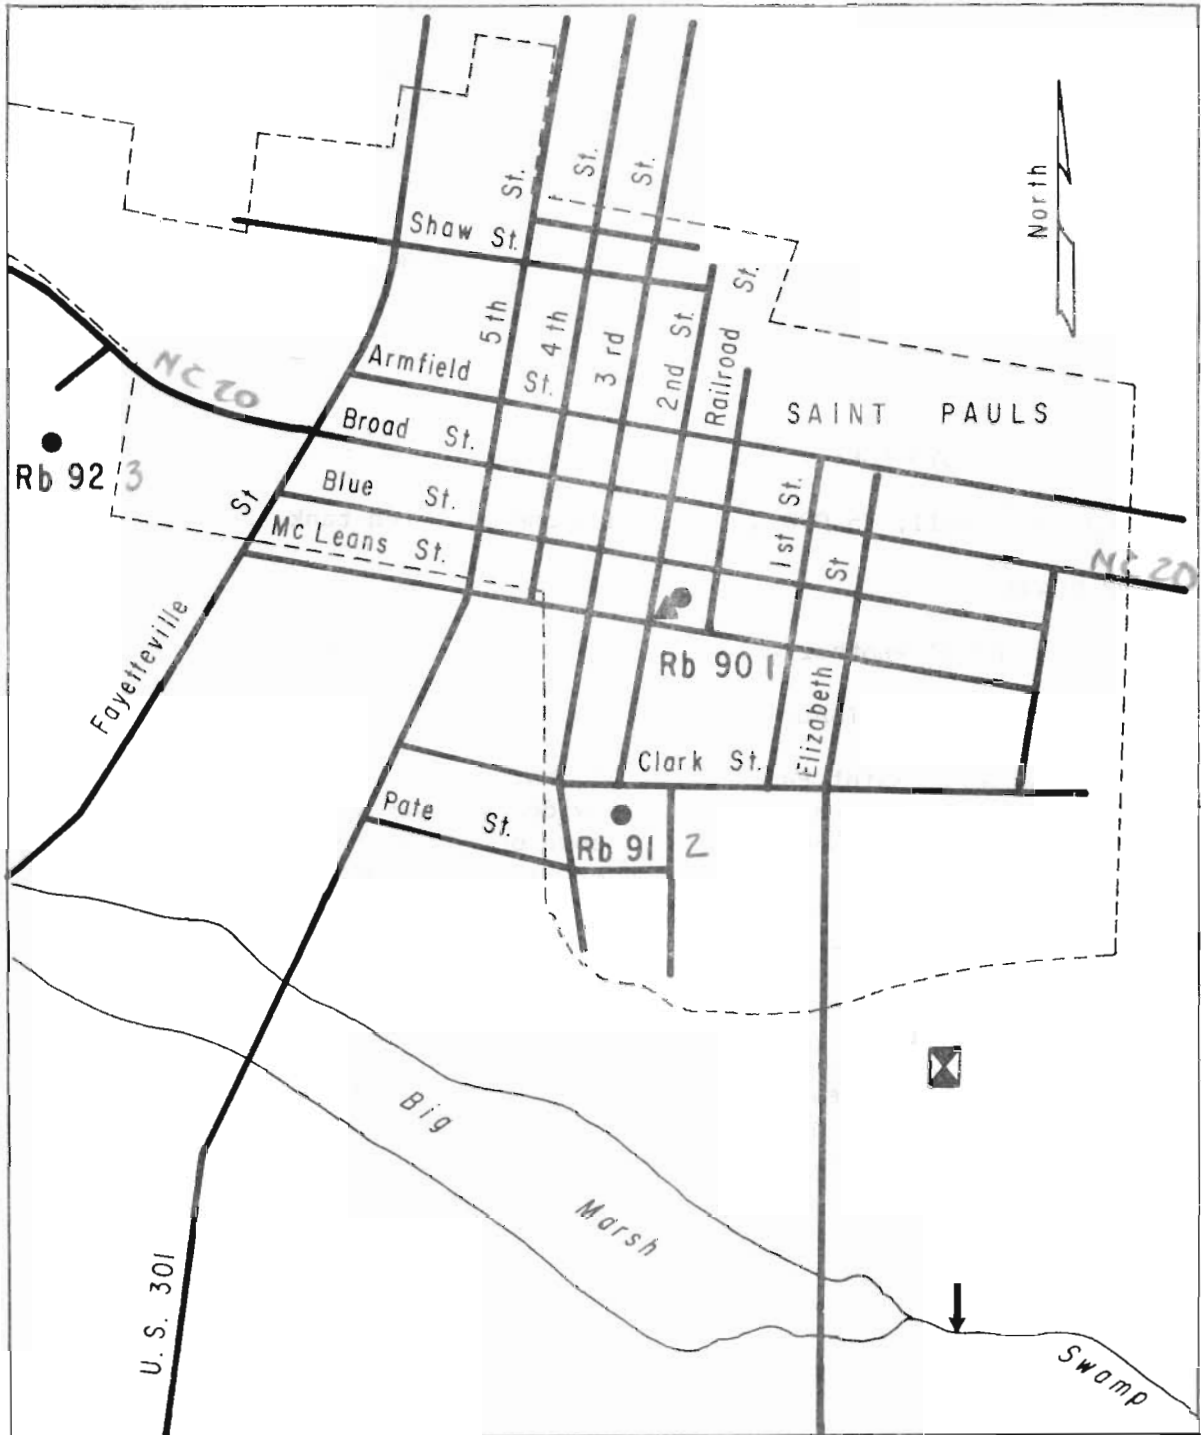 North
St.
St.
St.
Shaw St.
St.
5th
4th
St.
3rd
2nd St.
Railroad
Armfield
NC 20
SAINT PAULS
Broad St.
Rb 92 3
Blue St.
St
McLeans St.
1st St.
St
NC 20
Fayetteville
Rb 90 1
Elizabeth
Clark St.
Pate St.
Rb 91 2
Big
Marsh
U. S. 301
Swamp